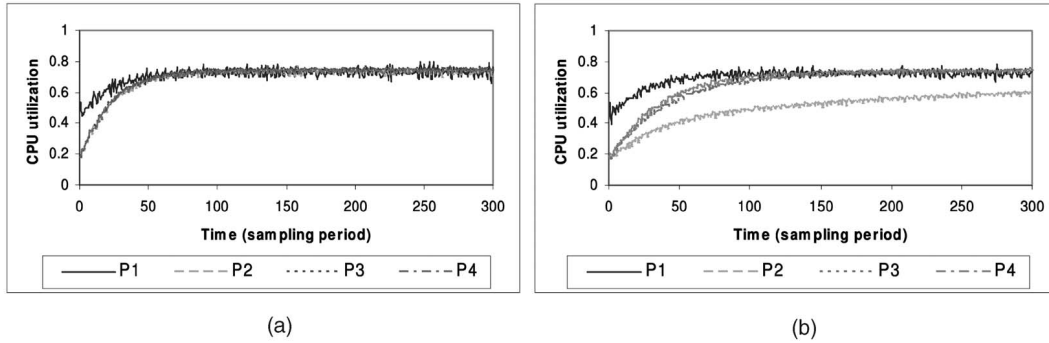 CPU utilization
1
0.8
0.6
0.4
0.2
0
0 50 100 150 200 250 300
Time (sampling period)
P1 P2 P3 P4
(a)
CPU utilization
1
0.8
0.6
0.4
0.2
0
0 50 100 150 200 250 300
Time (sampling period)
P1 P2 P3 P4
(b)